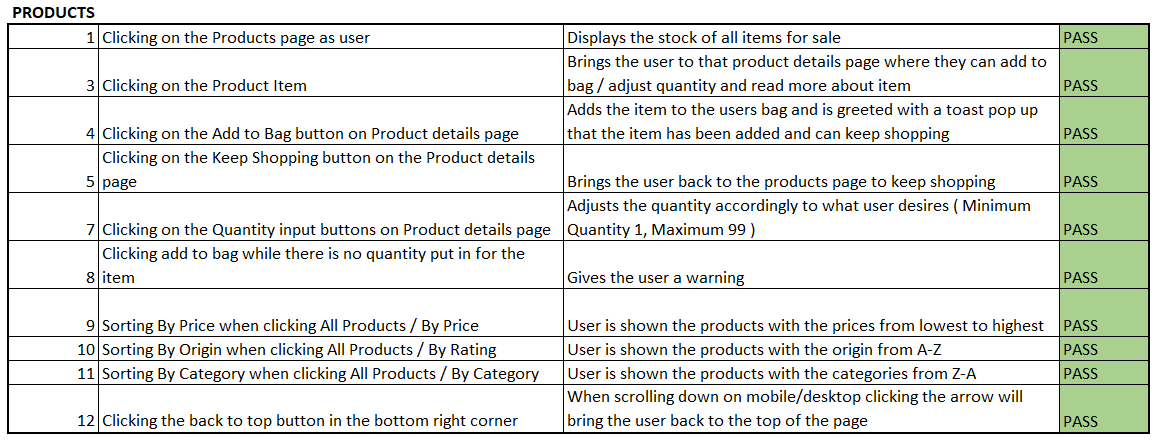 PRODUCTS
1 Clicking on the Products page as user Displays the stock of all items for sale PASS
Brings the user to that product details page where they can add to
3 Clicking on the Product Item bag / adjust quantity and read more about item PASS
Adds the item to the users bag and is greeted with a toast pop up
4 Clicking on the Add to Bag button on Product details page that the item has been added and can keep shopping PASS
Clicking on the Keep Shopping button on the Product details
5 page Brings the user back to the products page to keep shopping PASS
Adjusts the quantity accordingly to what user desires ( Minimum
7 Clicking on the Quantity input buttons on Product details page Quantity 1, Maximum 99 ) PASS
Clicking add to bag while there is no quantity put in for the
8 item Gives the user a warning PASS
9 Sorting By Price when clicking All Products / By Price User is shown the products with the prices from lowest to highest PASS
10 Sorting By Origin when clicking All Products / By Rating User is shown the products with the origin from A-Z PASS
11 Sorting By Category when clicking All Products / By Category User is shown the products with the categories from Z-A PASS
When scrolling down on mobile/desktop clicking the arrow will
12 Clicking the back to top button in the bottom right corner bring the user back to the top of the page PASS